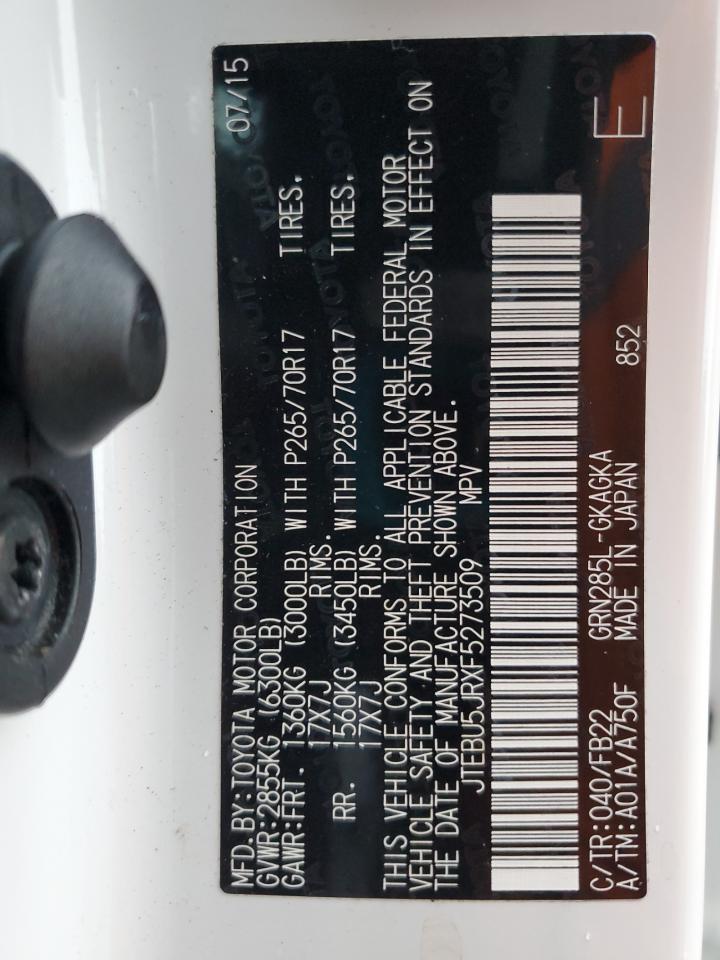 MFD.BY:TOYOTA MOTOR CORPORATION 07/15
GVWR:2855KG (6300LB)
GAWR:FRT. 1360KG (3000LB) WITH P265/70R17 TIRES.
17X7J RIMS.
RR. 1560KG (3450LB) WITH P265/70R17 TIRES.
17X7J RIMS.
THIS VEHICLE CONFORMS TO ALL APPLICABLE FEDERAL MOTOR
VEHICLE SAFETY AND THEFT PREVENTION STANDARDS IN EFFECT ON
THE DATE OF MANUFACTURE SHOWN ABOVE.
JTEBU5JRXF5273509 MPV
C/TR:040/FB22 GRN285L-GKAGKA
A/TM:A01A/A750F MADE IN JAPAN 852 E